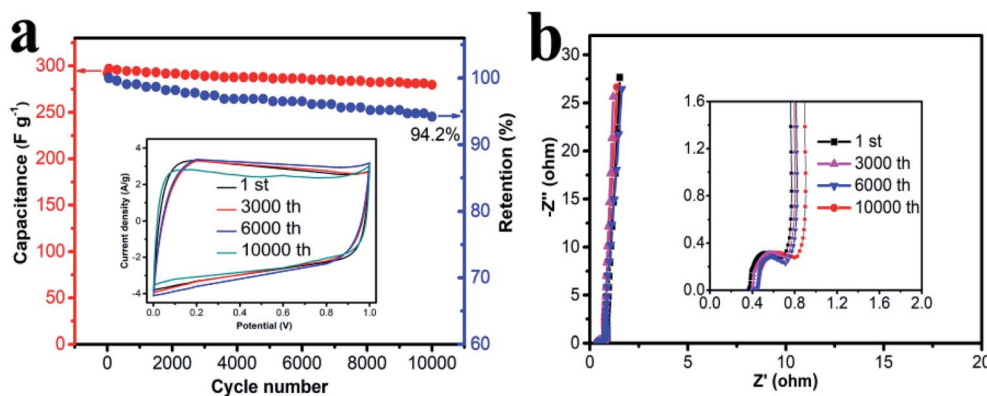 a
Capacitance (F g⁻¹)
300
250
200
150
100
50
0
0 2000 4000 6000 8000 10000
Cycle number
100
90
80
70
60
Retention (%)
94.2%
Current density (A/g)
4
2
0
-2
-4
0.0 0.2 0.4 0.6 0.8 1.0
Potential (V)
1 st
3000 th
6000 th
10000 th
b
-Z'' (ohm)
30
25
20
15
10
5
0
0 5 10 15 20
Z' (ohm)
1.6
1.2
0.8
0.4
0.0
0.0 0.4 0.8 1.2 1.6 2.0
1 st
3000 th
6000 th
10000 th